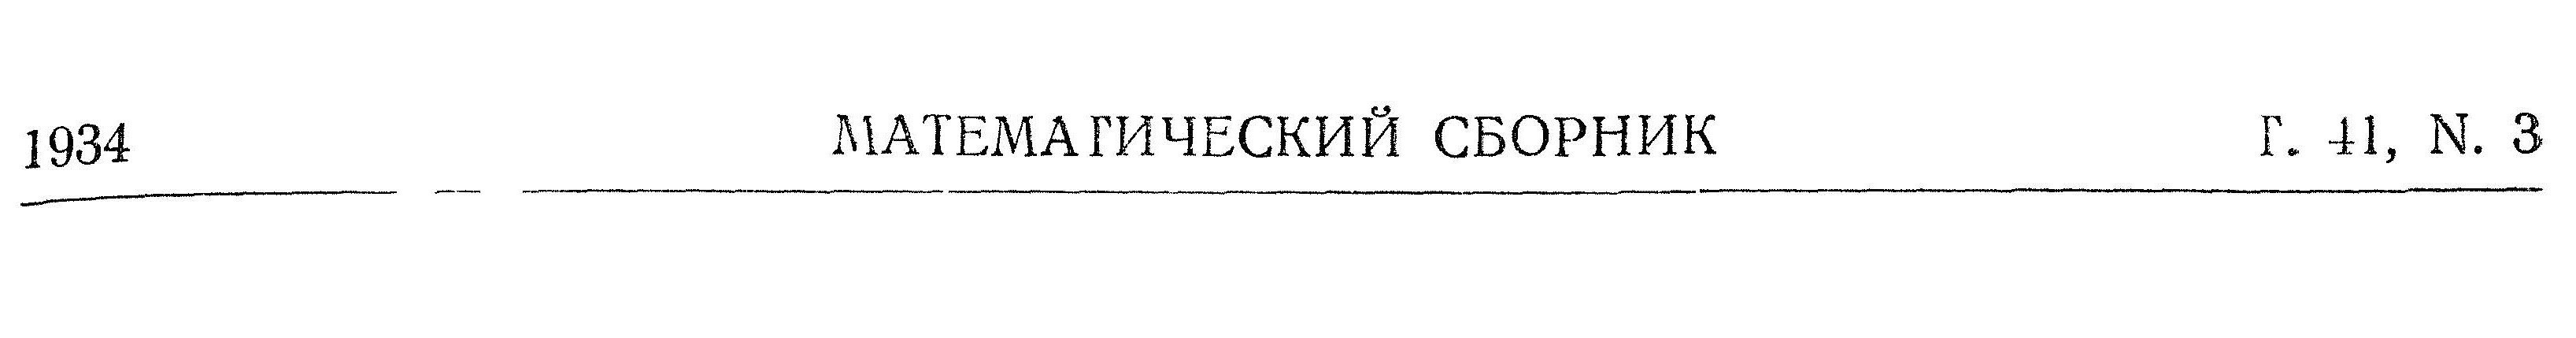 1934 МАТЕМАТИЧЕСКИЙ СБОРНИК Т. 41, N. 3